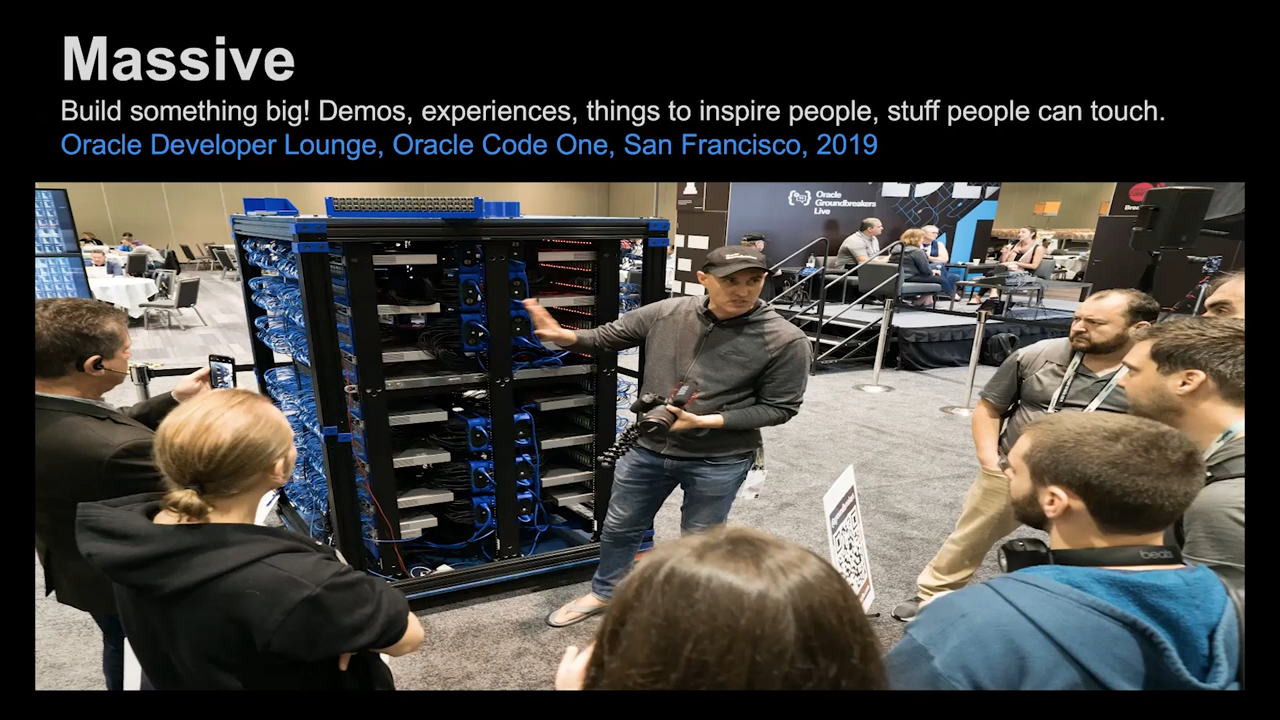 Massive
Build something big! Demos, experiences, things to inspire people, stuff people can touch.
Oracle Developer Lounge, Oracle Code One, San Francisco, 2019
Oracle
Groundbreakers
Live
beats